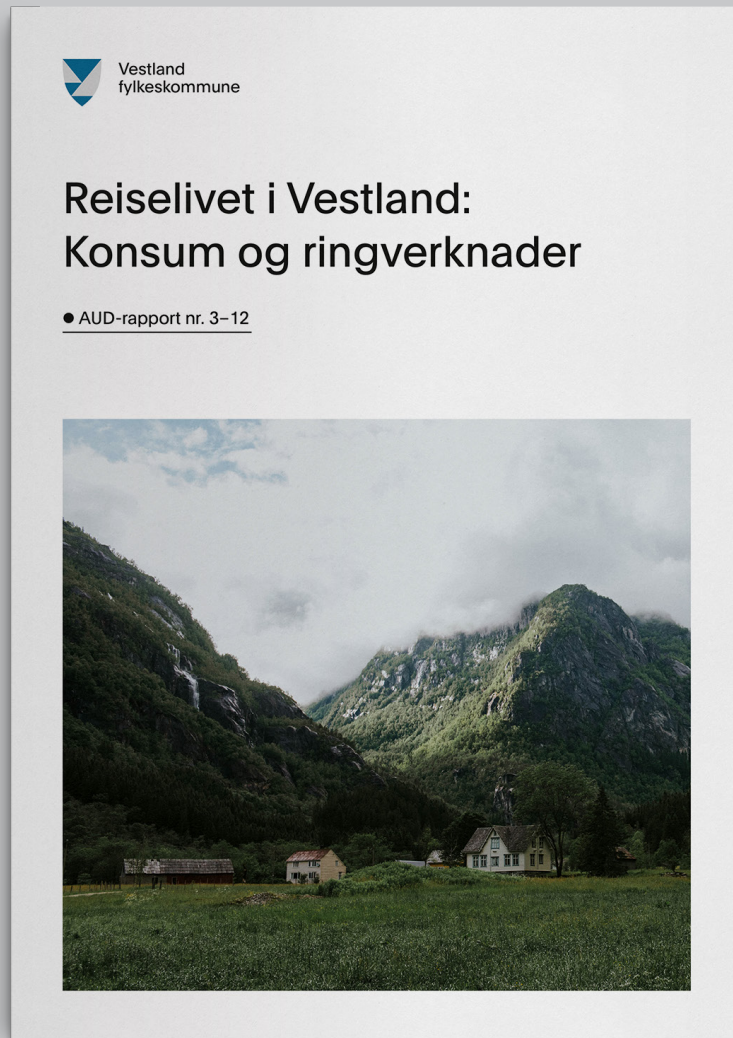 Vestland
fylkeskommune
Reiselivet i Vestland:
Konsum og ringverknader
● AUD-rapport nr. 3–12